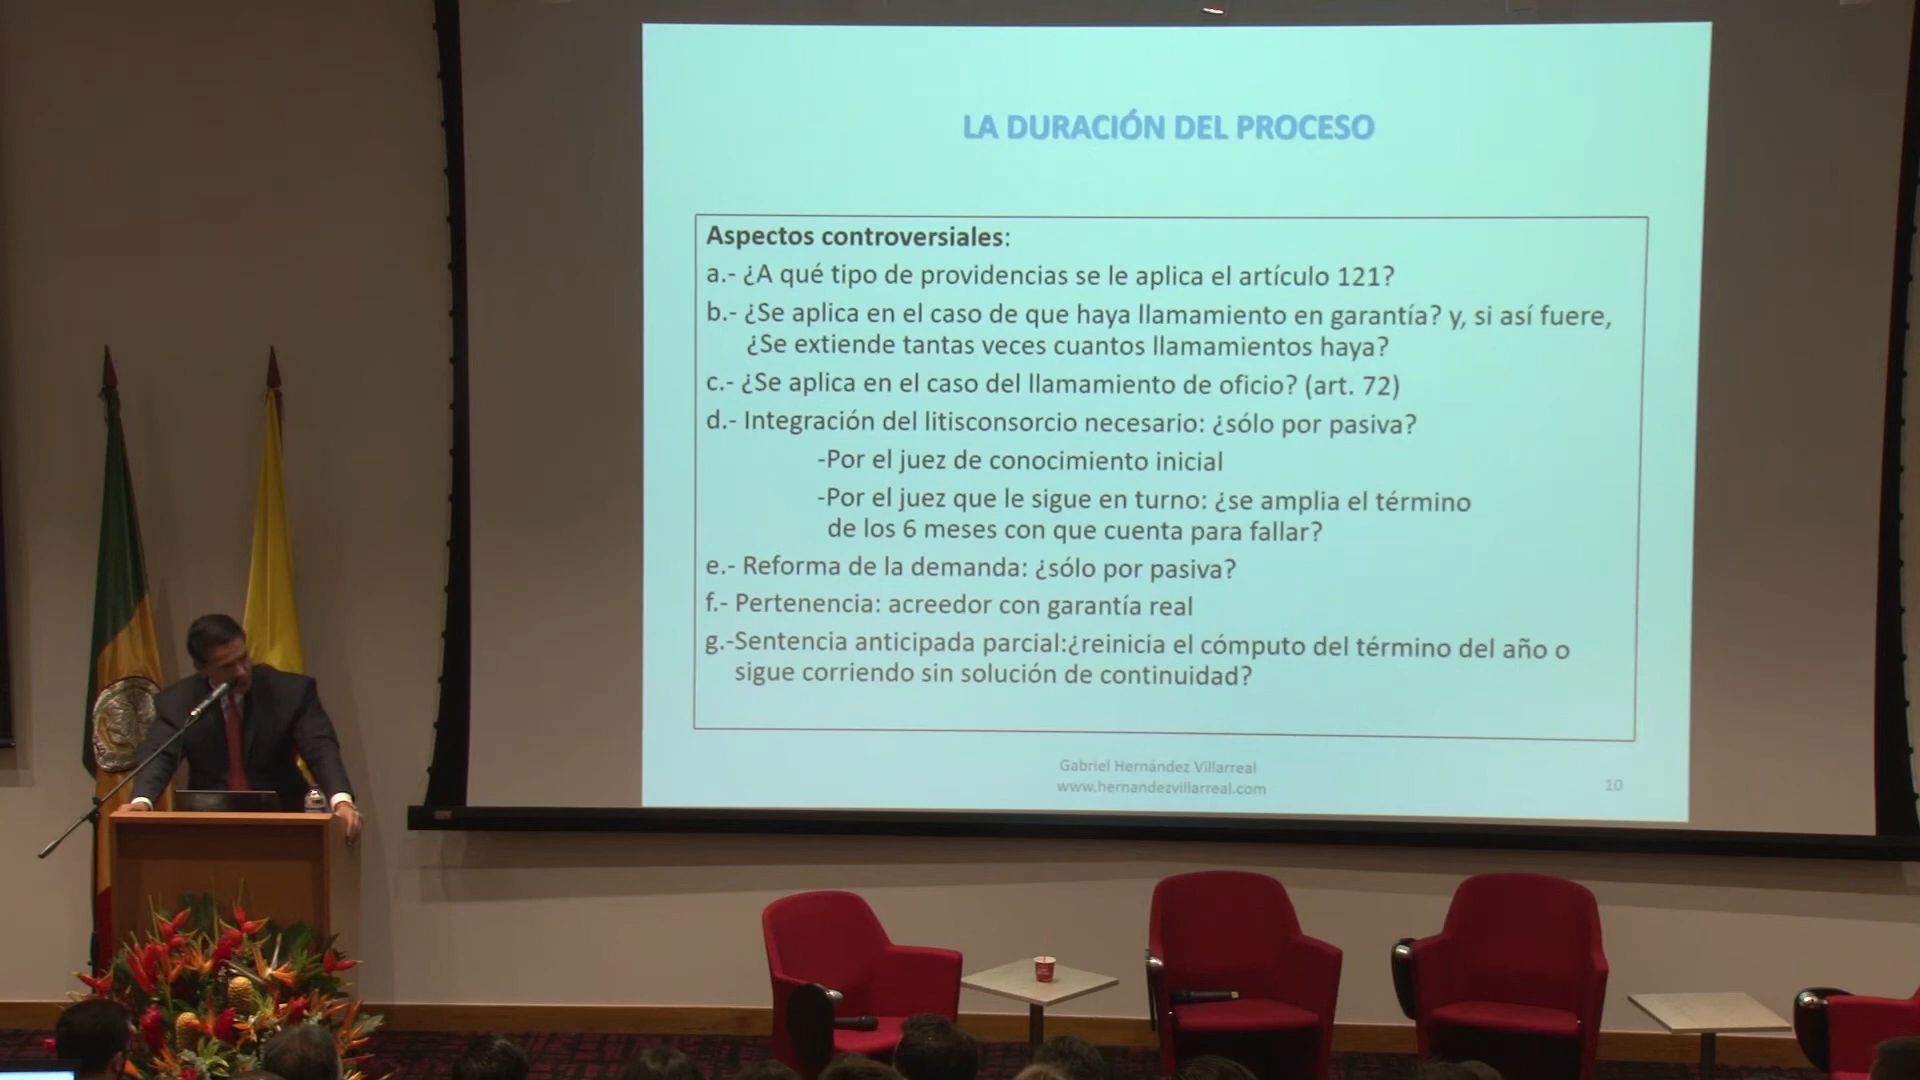 LA DURACIÓN DEL PROCESO
Aspectos controversiales:
a.- ¿A qué tipo de providencias se le aplica el artículo 121?
b.- ¿Se aplica en el caso de que haya llamamiento en garantía? y, si así fuere,
¿Se extiende tantas veces cuantos llamamientos haya?
c.- ¿Se aplica en el caso del llamamiento de oficio? (art. 72)
d.- Integración del litisconsorcio necesario: ¿sólo por pasiva?
-Por el juez de conocimiento inicial
-Por el juez que le sigue en turno: ¿se amplia el término
de los 6 meses con que cuenta para fallar?
e.- Reforma de la demanda: ¿sólo por pasiva?
f.- Pertenencia: acreedor con garantía real
g.-Sentencia anticipada parcial:¿reinicia el cómputo del término del año o
sigue corriendo sin solución de continuidad?
Gabriel Hernández Villarreal
www.hernandezvillarreal.com
10